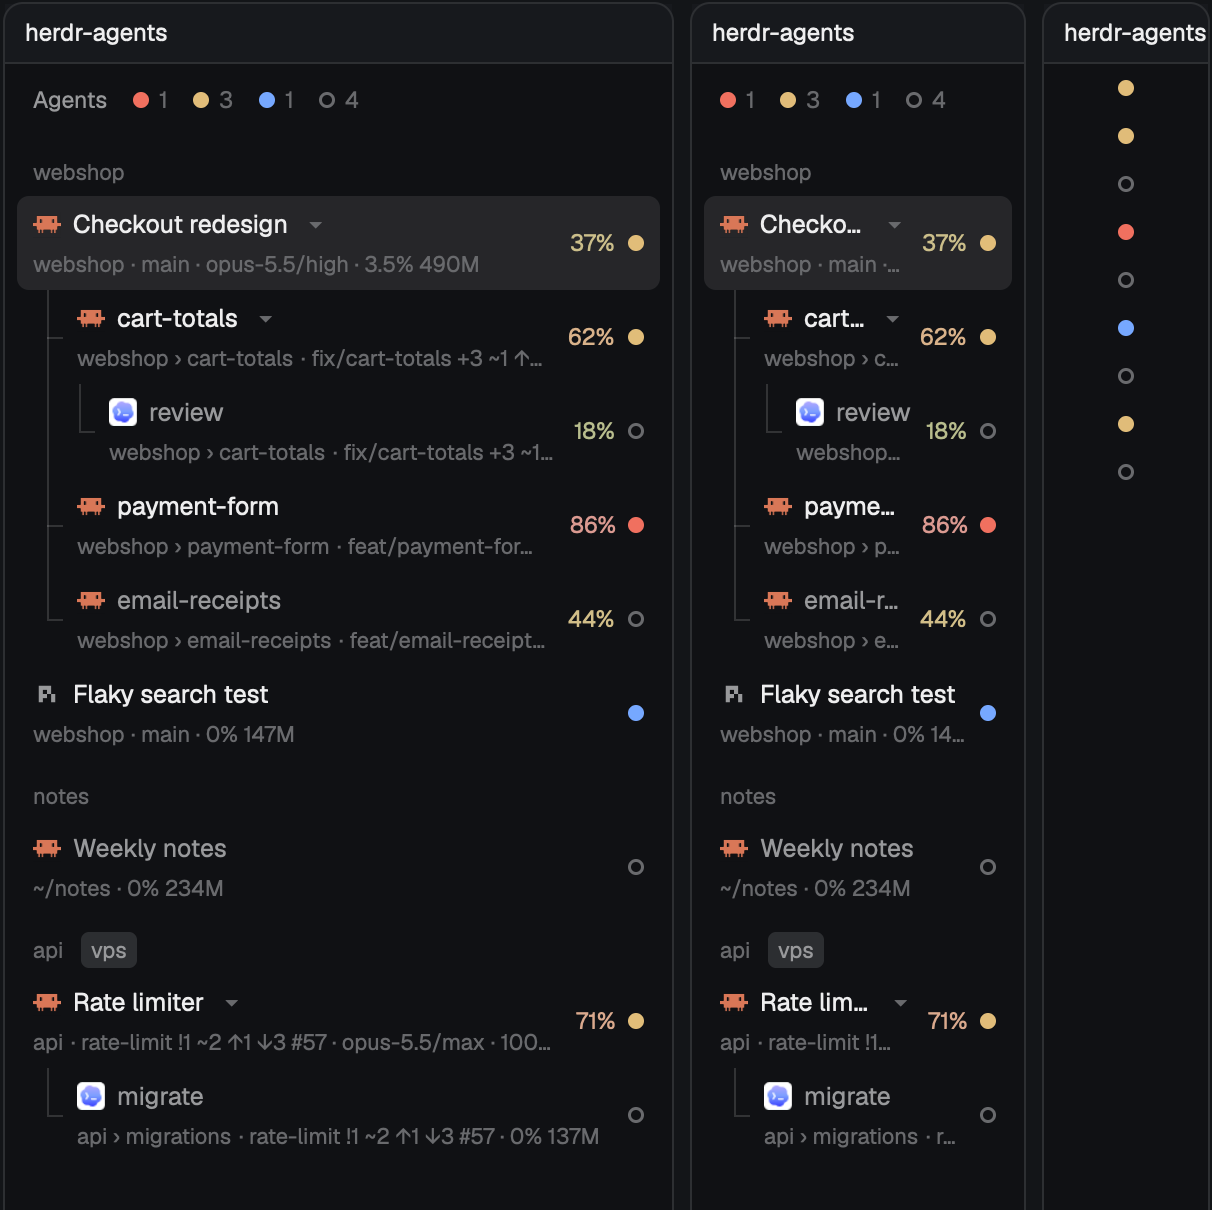 herdr-agents
Agents 1 3 1 4
webshop
Checkout redesign
37%
webshop · main · opus-5.5/high · 3.5% 490M
cart-totals
62%
webshop › cart-totals · fix/cart-totals +3 ~1 ↑…
review
18%
webshop › cart-totals · fix/cart-totals +3 ~1…
payment-form
86%
webshop › payment-form · feat/payment-for…
email-receipts
44%
webshop › email-receipts · feat/email-receipt…
Flaky search test
webshop · main · 0% 147M
notes
Weekly notes
~/notes · 0% 234M
api vps
Rate limiter
71%
api · rate-limit !1 ~2 ↑1 ↓3 #57 · opus-5.5/max · 100…
migrate
api › migrations · rate-limit !1 ~2 ↑1 ↓3 #57 · 0% 137M
herdr-agents
1 3 1 4
webshop
Checko…
37%
webshop · main ·…
cart…
62%
webshop › c…
review
18%
webshop…
payme…
86%
webshop › p…
email-r…
44%
webshop › e…
Flaky search test
webshop · main · 0% 14…
notes
Weekly notes
~/notes · 0% 234M
api vps
Rate lim…
71%
api · rate-limit !1…
migrate
api › migrations · r…
herdr-agents